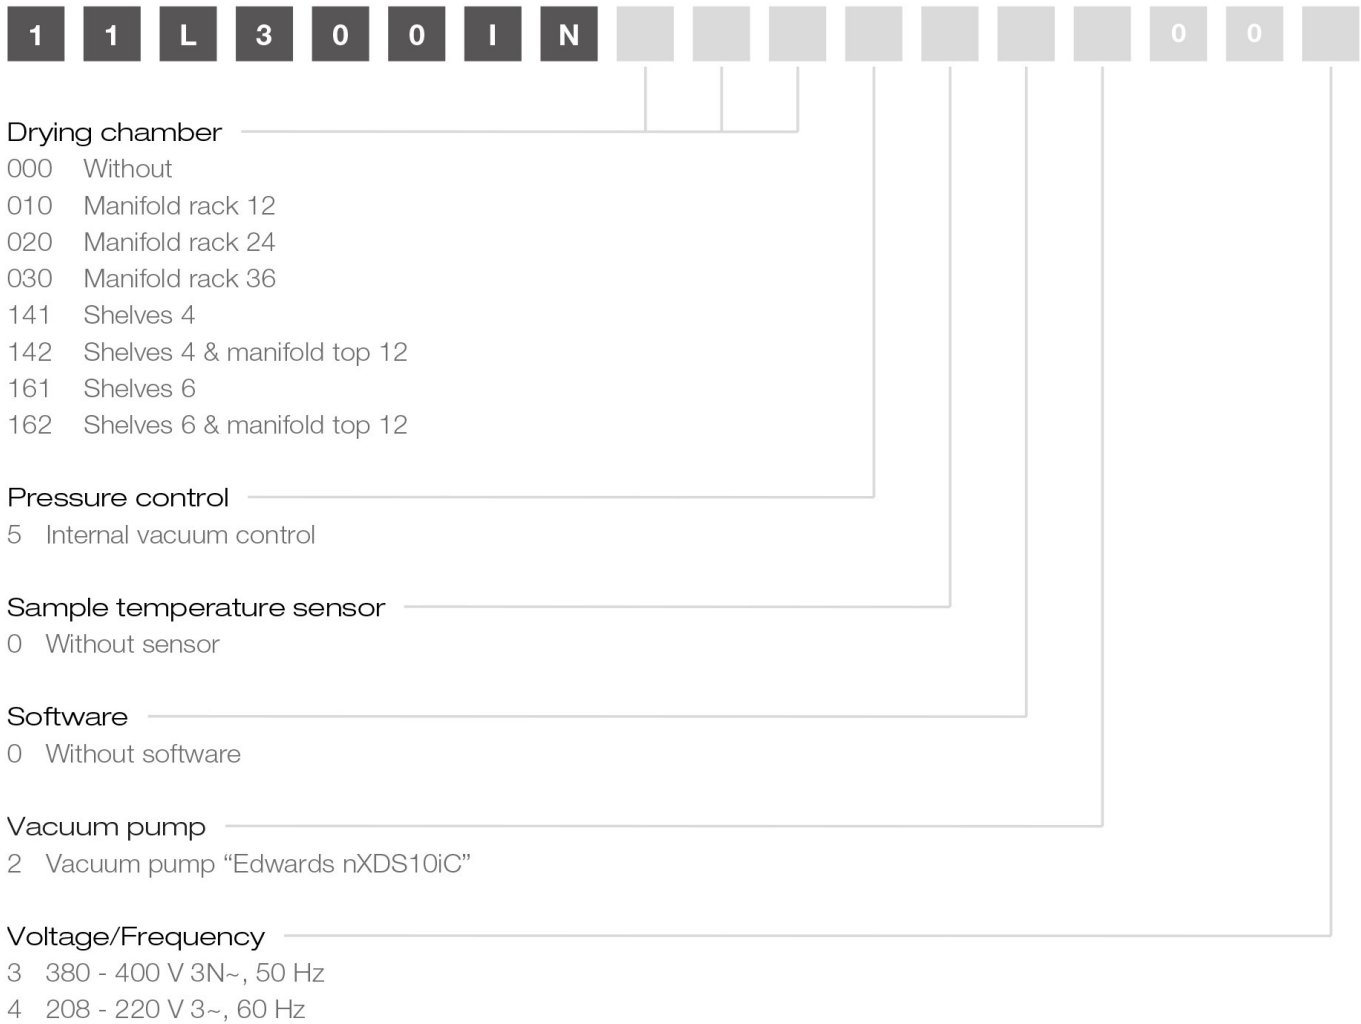 1 1 L 3 0 0 I N 0 0
Drying chamber
000 Without
010 Manifold rack 12
020 Manifold rack 24
030 Manifold rack 36
141 Shelves 4
142 Shelves 4 & manifold top 12
161 Shelves 6
162 Shelves 6 & manifold top 12
Pressure control
5 Internal vacuum control
Sample temperature sensor
0 Without sensor
Software
0 Without software
Vacuum pump
2 Vacuum pump “Edwards nXDS10iC”
Voltage/Frequency
3 380 - 400 V 3N~, 50 Hz
4 208 - 220 V 3~, 60 Hz